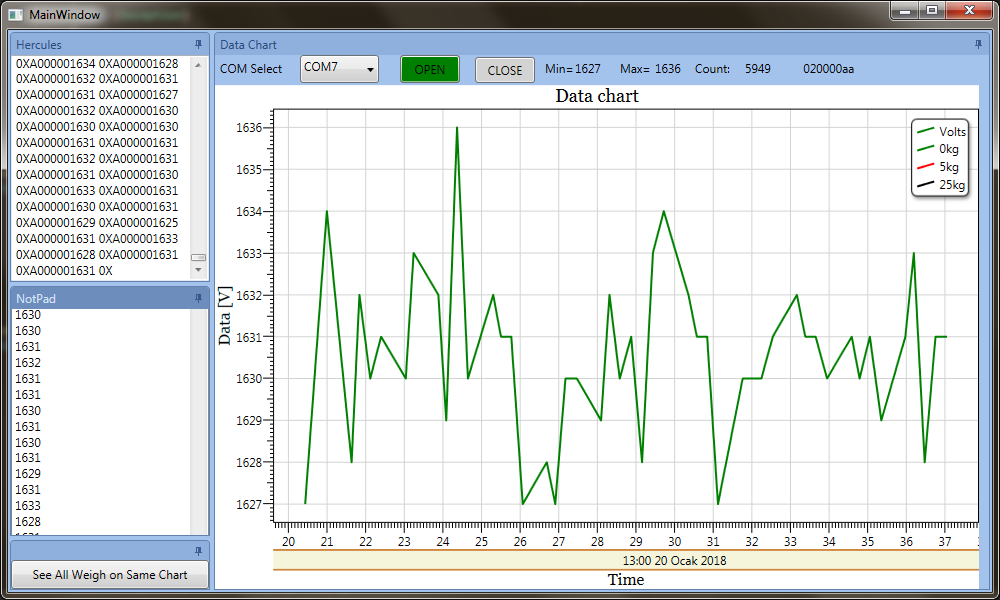 MainWindow
Hercules
0XA000001634 0XA000001628
0XA000001632 0XA000001631
0XA000001631 0XA000001627
0XA000001632 0XA000001630
0XA000001630 0XA000001630
0XA000001631 0XA000001631
0XA000001632 0XA000001631
0XA000001631 0XA000001630
0XA000001633 0XA000001631
0XA000001630 0XA000001631
0XA000001629 0XA000001625
0XA000001631 0XA000001633
0XA000001628 0XA000001631
0XA000001631 0X
NotPad
1630
1630
1631
1632
1631
1631
1630
1631
1630
1631
1629
1631
1633
1628
See All Weigh on Same Chart
Data Chart
COM Select COM7 OPEN CLOSE Min= 1627 Max= 1636 Count: 5949 020000aa
Data chart
Volts
0kg
5kg
25kg
Data [V]
1636
1635
1634
1633
1632
1631
1630
1629
1628
1627
20 21 22 23 24 25 26 27 28 29 30 31 32 33 34 35 36 37
13:00 20 Ocak 2018
Time